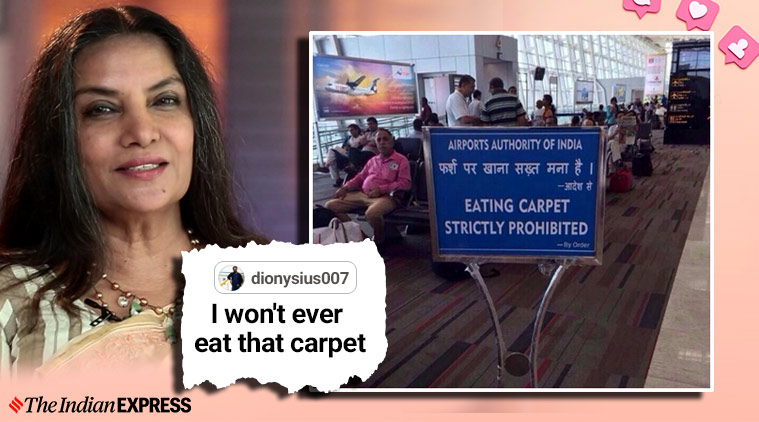 AIRPORTS AUTHORITY OF INDIA
फर्श पर खाना सख़्त मना है।
—आदेश से
EATING CARPET
STRICTLY PROHIBITED
—By Order
dionysius007
I won't ever
eat that carpet
The Indian EXPRESS